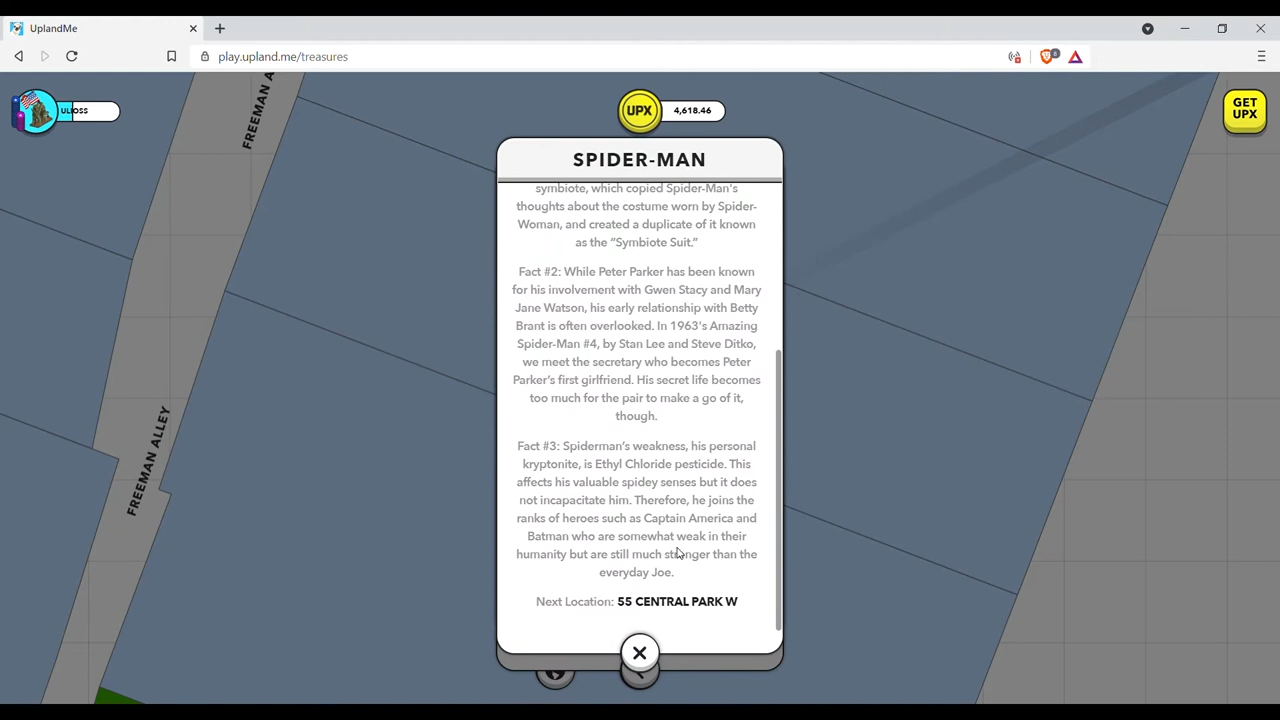 UplandMe
play.upland.me/treasures
8
FREEMAN A
ULIOSS
UPX
4,618.46
GET
UPX
SPIDER-MAN
symbiote, which copied Spider-Man's
thoughts about the costume worn by Spider-
Woman, and created a duplicate of it known
as the “Symbiote Suit.”
Fact #2: While Peter Parker has been known
for his involvement with Gwen Stacy and Mary
Jane Watson, his early relationship with Betty
Brant is often overlooked. In 1963's Amazing
Spider-Man #4, by Stan Lee and Steve Ditko,
we meet the secretary who becomes Peter
Parker’s first girlfriend. His secret life becomes
too much for the pair to make a go of it,
though.
Fact #3: Spiderman’s weakness, his personal
kryptonite, is Ethyl Chloride pesticide. This
affects his valuable spidey senses but it does
not incapacitate him. Therefore, he joins the
ranks of heroes such as Captain America and
Batman who are somewhat weak in their
humanity but are still much stronger than the
everyday Joe.
Next Location: 55 CENTRAL PARK W
FREEMAN ALLEY